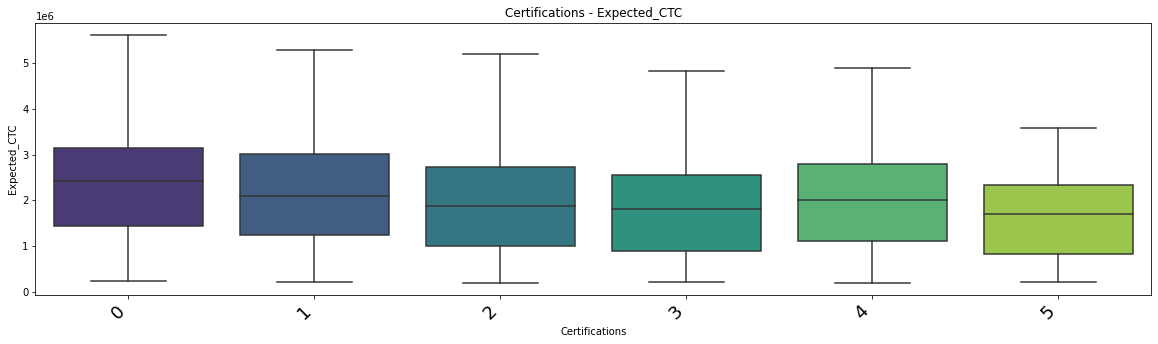 Certifications - Expected_CTC
1e6
5
4
3
2
1
0
Expected_CTC
0 1 2 3 4 5
Certifications